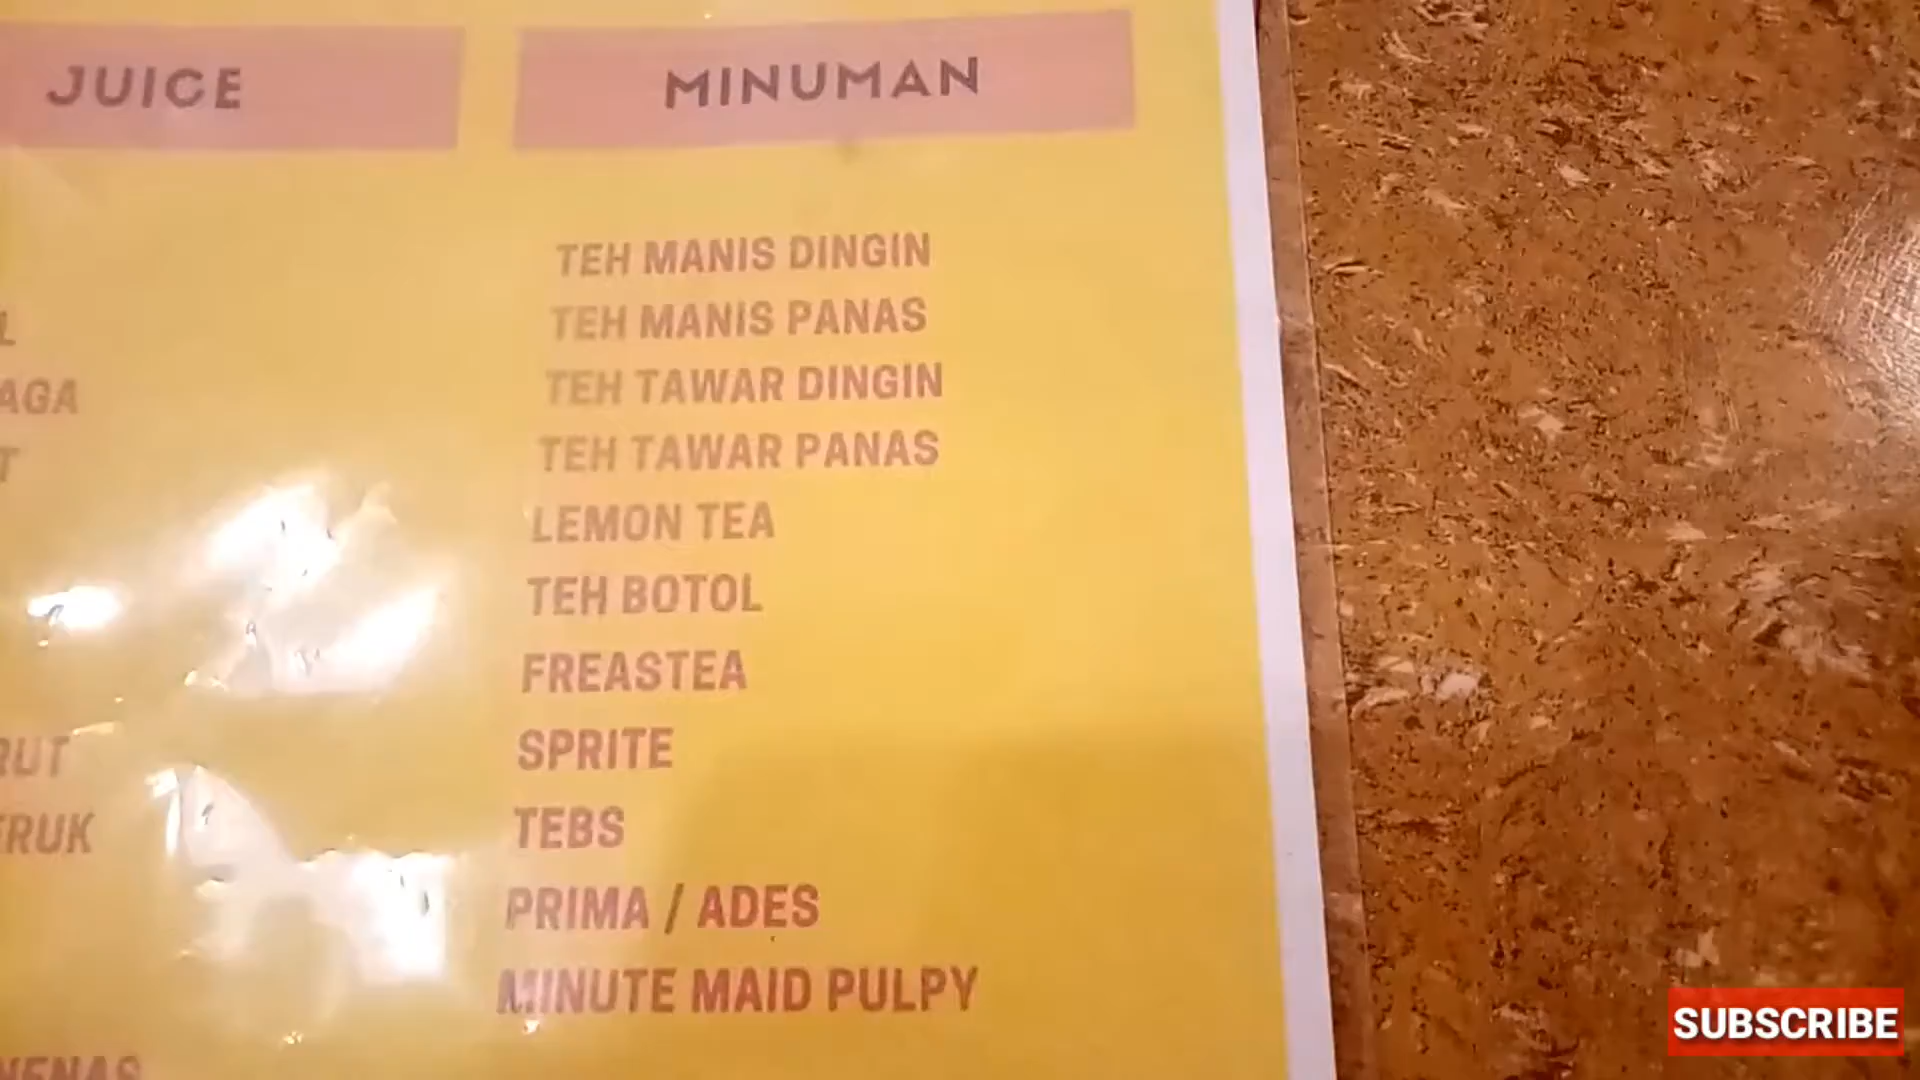 JUICE
MINUMAN
TEH MANIS DINGIN
TEH MANIS PANAS
TEH TAWAR DINGIN
TEH TAWAR PANAS
LEMON TEA
TEH BOTOL
FREASTEA
SPRITE
TEBS
PRIMA / ADES
MINUTE MAID PULPY
SUBSCRIBE